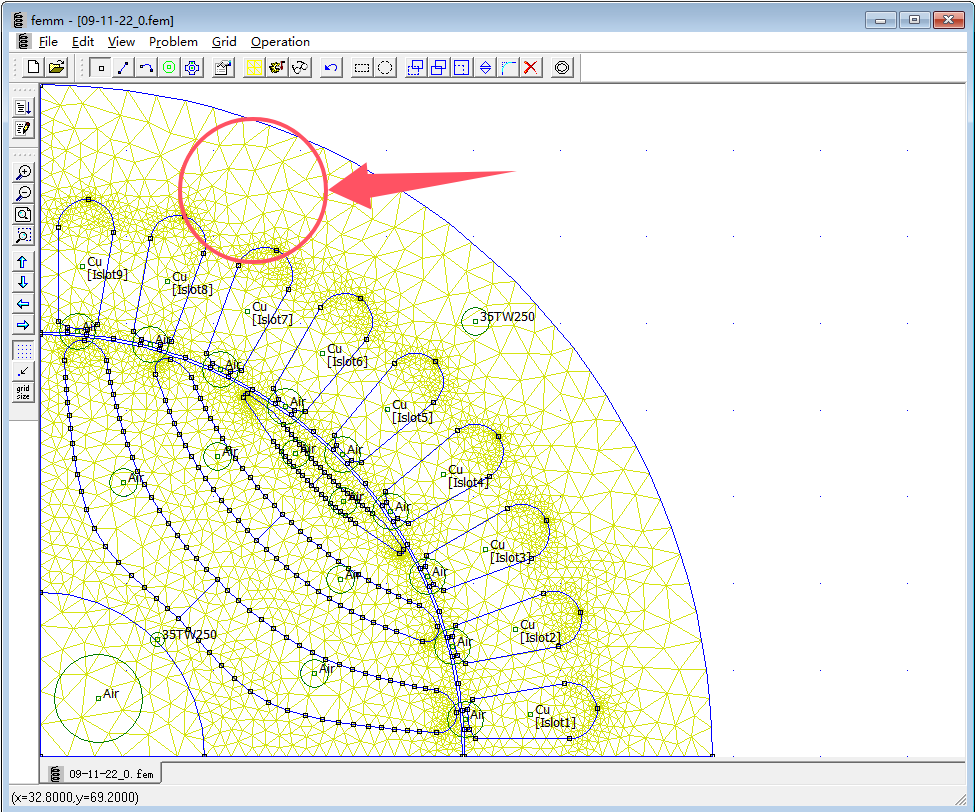 femm - [09-11-22_0.fem]
File Edit View Problem Grid Operation
grid
size
Cu
[Islot9]
Cu
[Islot8]
Cu
[Islot7]
35TW250
Air
Air
Cu
[Islot6]
Air
Air
Cu
[Islot5]
Air
Air
Air
Cu
[Islot4]
Air
Air
Air
Cu
[Islot3]
Air
Air
Cu
[Islot2]
35TW250
Air
Air
Air
Cu
[Islot1]
Air
09-11-22_0.fem
(x=32.8000,y=69.2000)